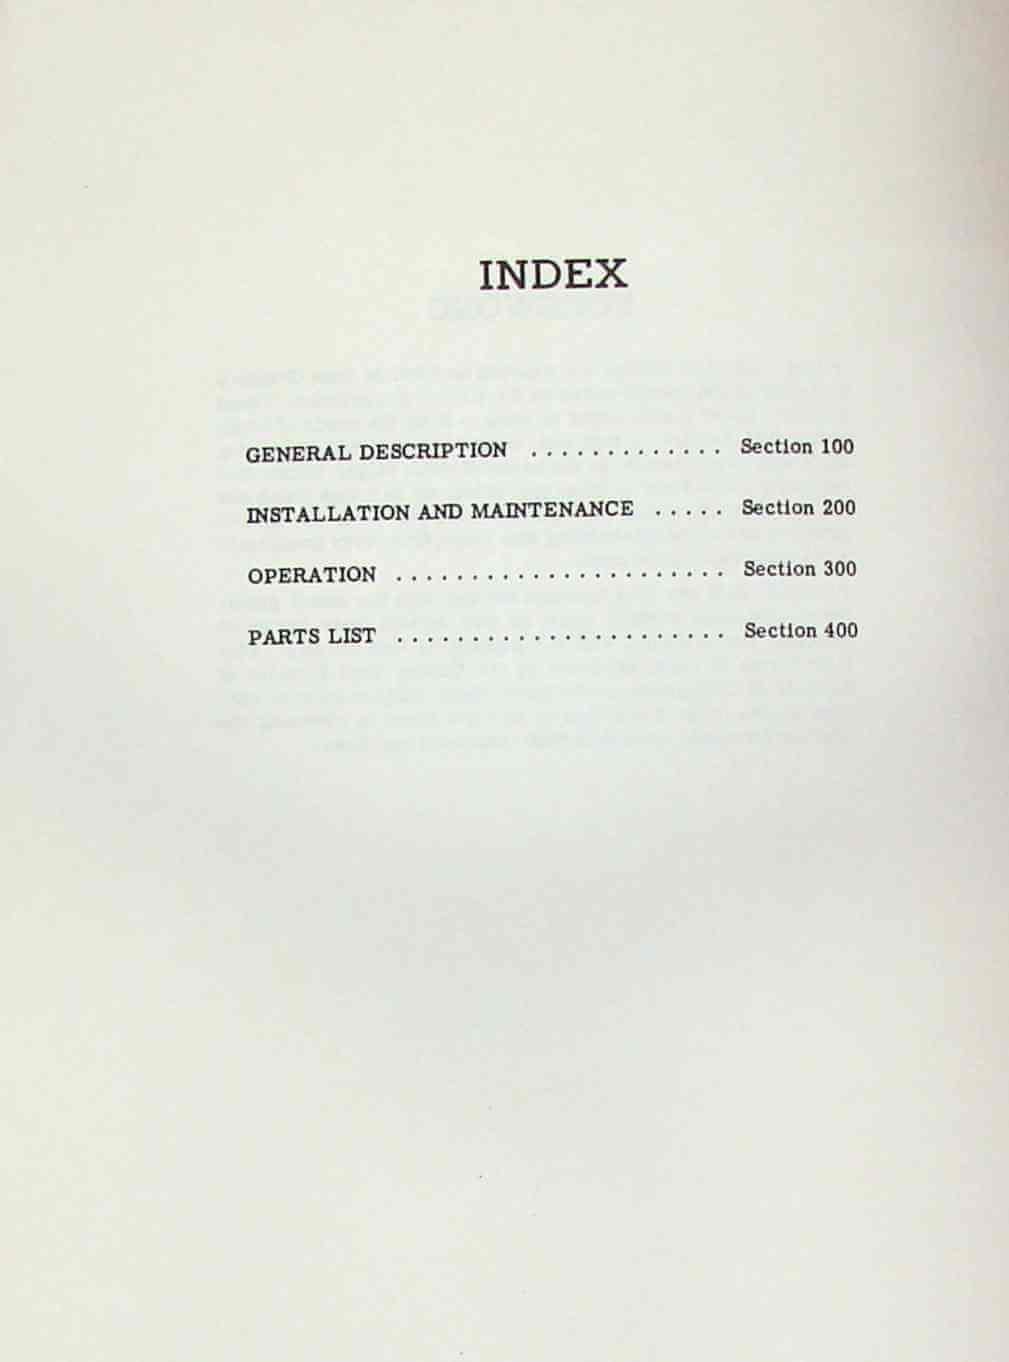 INDEX
GENERAL DESCRIPTION ............. Section 100
INSTALLATION AND MAINTENANCE ..... Section 200
OPERATION ...................... Section 300
PARTS LIST ...................... Section 400